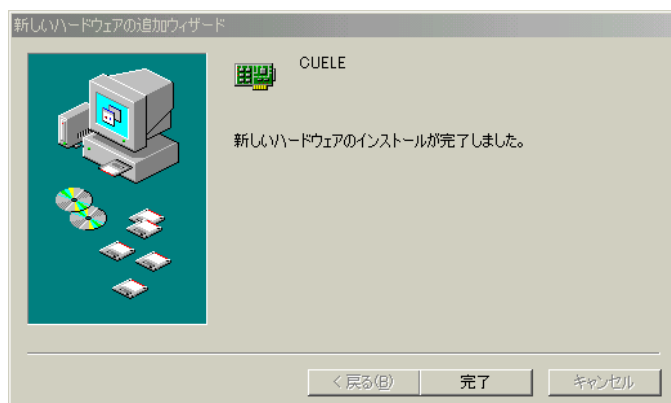 新しいハードウェアの追加ウィザード
CUELE
新しいハードウェアのインストールが完了しました。
< 戻る(B)
完了
キャンセル